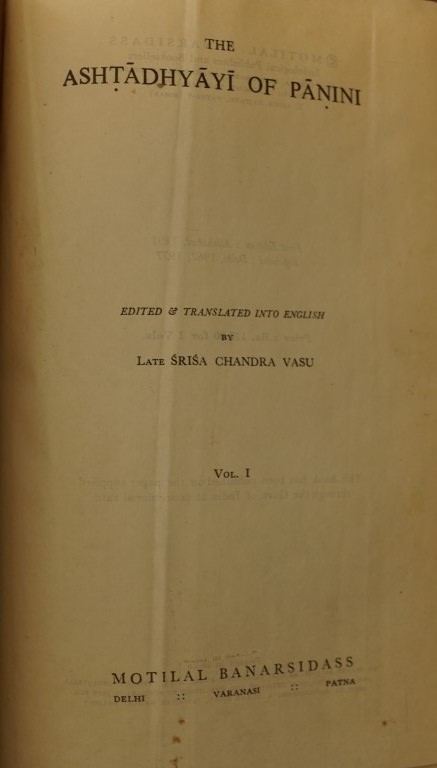 THE
ASHṬĀDHYĀYĪ OF PĀṆINI
EDITED & TRANSLATED INTO ENGLISH
BY
LATE ŚRIŚA CHANDRA VASU
VOL. I
MOTILAL BANARSIDASS
DELHI :: VARANASI :: PATNA